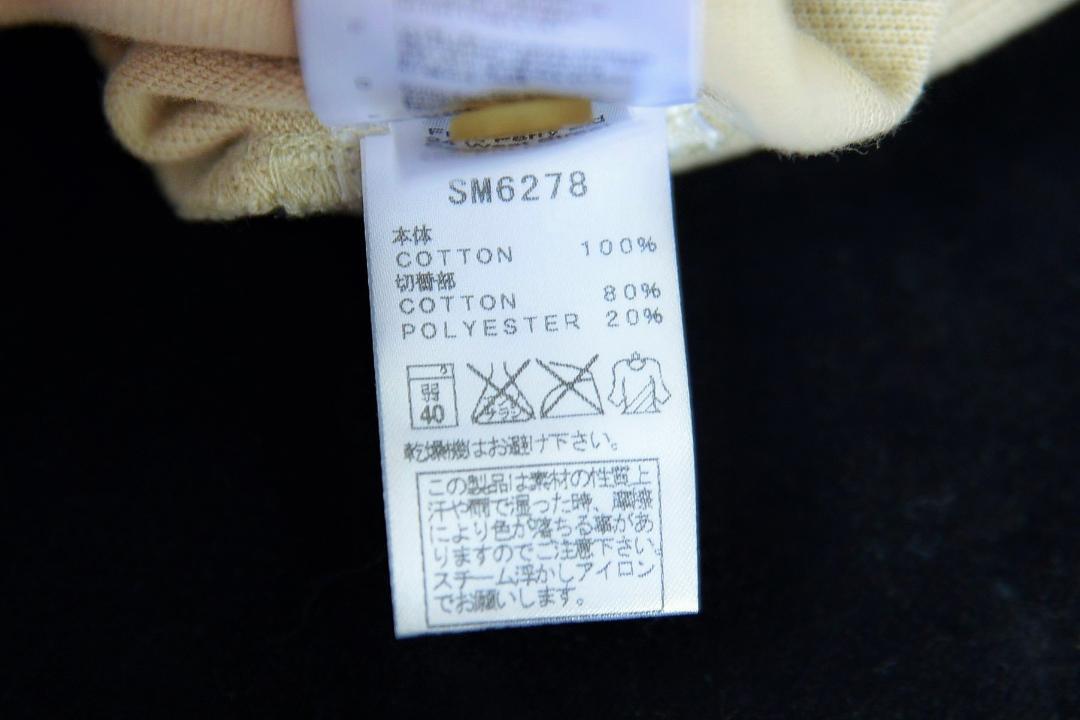 SM6278
本体
COTTON 100%
切替部
COTTON 80%
POLYESTER 20%
弱
40
サラシ
乾燥機はお避け下さい。
この製品は素材の性質上
汗や雨で湿った時、摩擦
により色が落ちる事があ
りますのでご注意下さい。
スチーム浮かしアイロン
でお願いします。